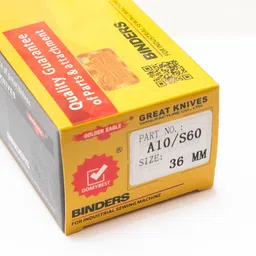 Quality Guarantee
of Parts & attachment
BINDERS
GOLDEN EAGLE
GREAT KNIVES
PART NO.:
A10/S60
SIZE:
36 MM
DOMYBEST
BINDERS
FOR INDUSTRIAL SEWING MACHINE